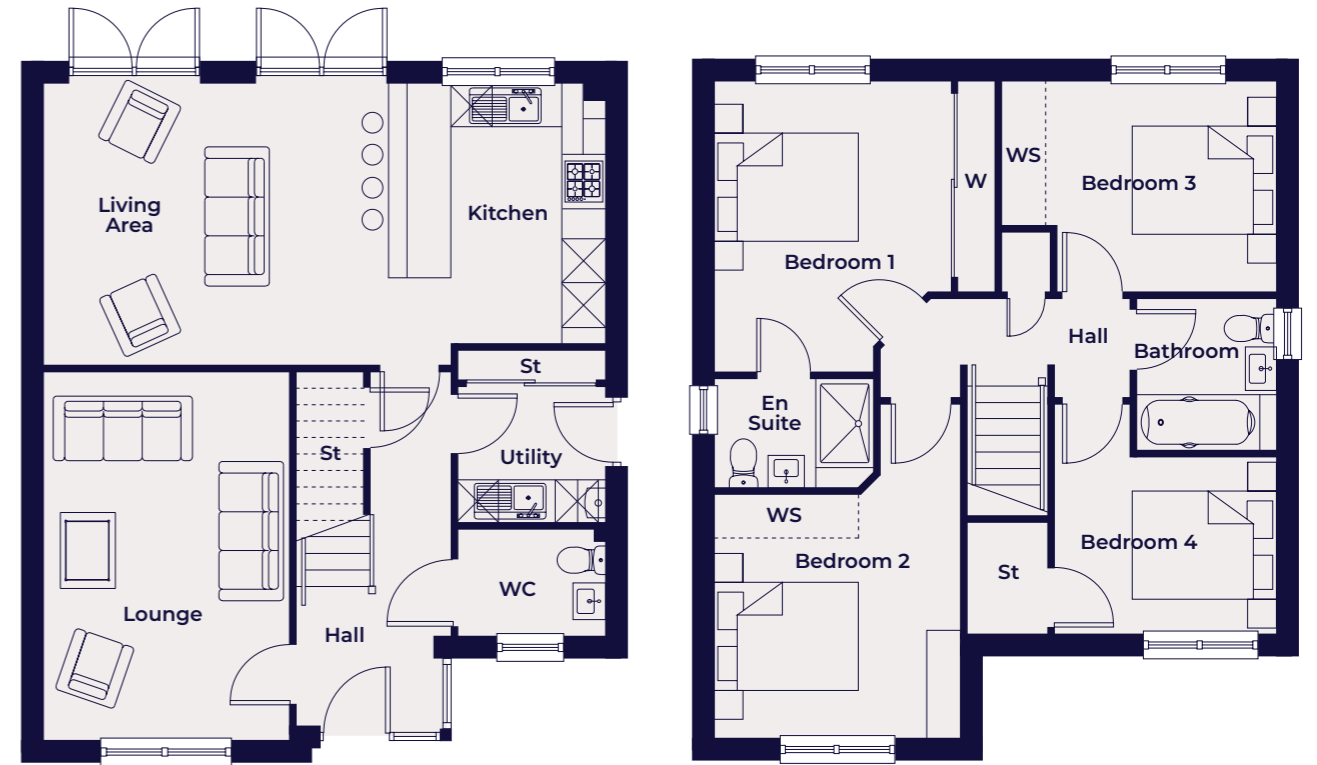 Living
Area
Kitchen
St
St
Utility
WC
Lounge
Hall
WS
W
Bedroom 3
Bedroom 1
Hall
Bathroom
En
Suite
WS
Bedroom 2
Bedroom 4
St